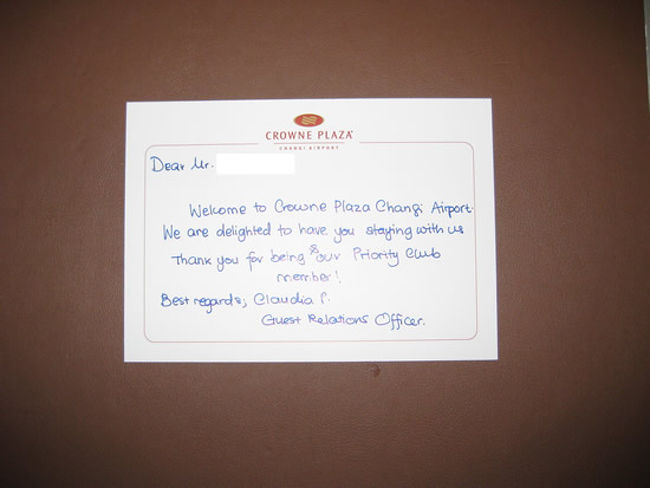 CROWNE PLAZA
CHANGI AIRPORT
Dear Mr.
Welcome to Crowne Plaza Changi Airport.
We are delighted to have you staying with us
& 
Thank you for being our Priority Club
member!
Best regards, Claudia P.
Guest Relations Officer.